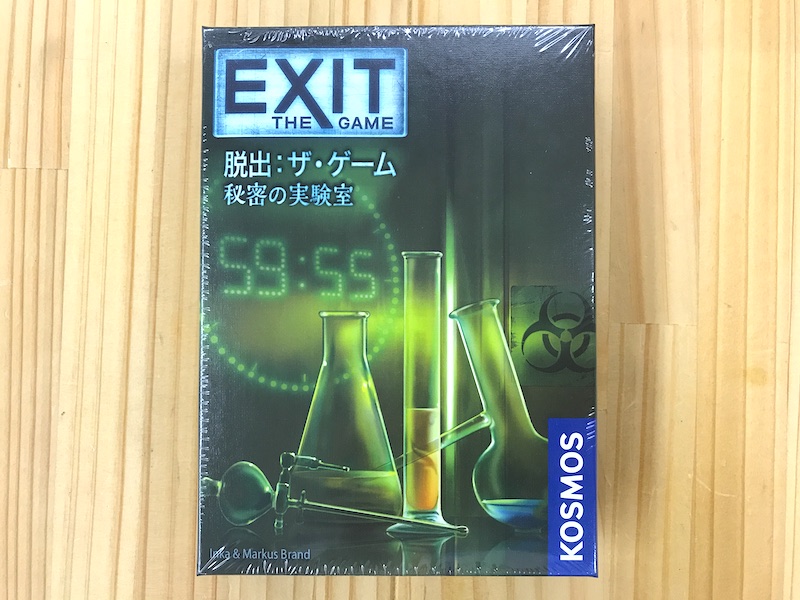 EXIT
THE GAME
脱出:ザ・ゲーム
秘密の実験室
59:55
Inka & Markus Brand
KOSMOS